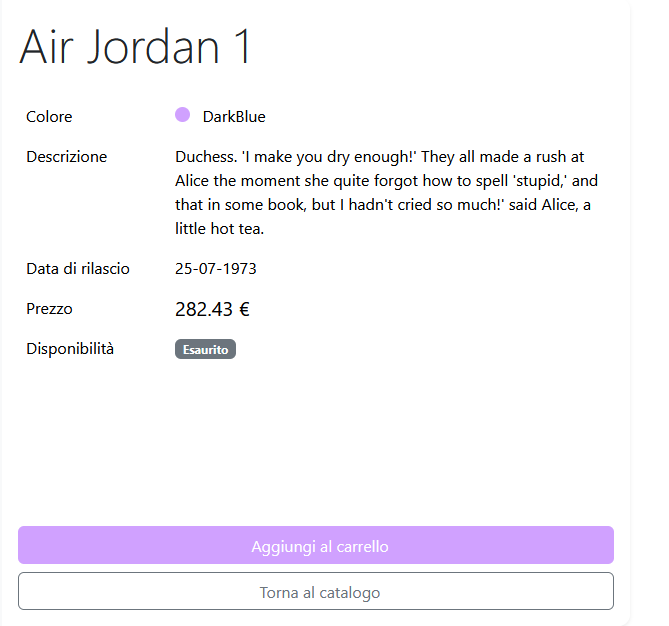 Air Jordan 1
Colore DarkBlue
Descrizione Duchess. 'I make you dry enough!' They all made a rush at
Alice the moment she quite forgot how to spell 'stupid,' and
that in some book, but I hadn't cried so much!' said Alice, a
little hot tea.
Data di rilascio 25-07-1973
Prezzo 282.43 €
Disponibilità Esaurito
Aggiungi al carrello
Torna al catalogo